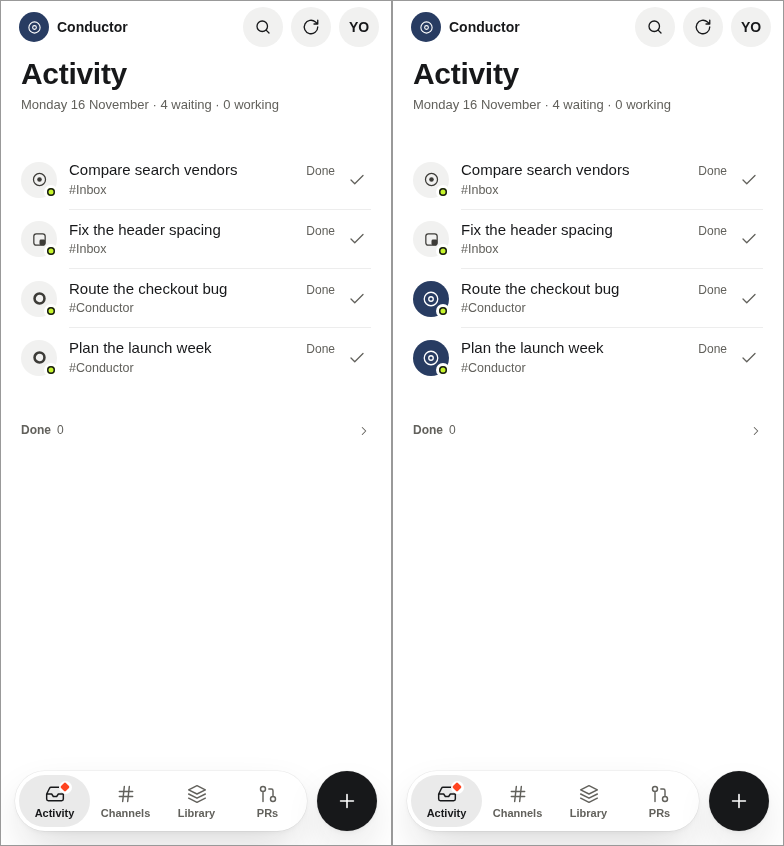 Conductor
YO
Activity
Monday 16 November · 4 waiting · 0 working
Compare search vendors
Done
#Inbox
Fix the header spacing
Done
#Inbox
Route the checkout bug
Done
#Conductor
Plan the launch week
Done
#Conductor
Done 0
Activity
Channels
Library
PRs
Conductor
YO
Activity
Monday 16 November · 4 waiting · 0 working
Compare search vendors
Done
#Inbox
Fix the header spacing
Done
#Inbox
Route the checkout bug
Done
#Conductor
Plan the launch week
Done
#Conductor
Done 0
Activity
Channels
Library
PRs